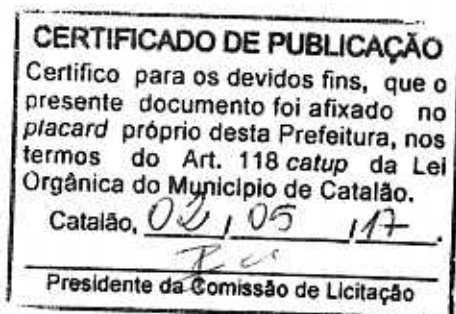 CERTIFICADO DE PUBLICAÇÃO
Certifico para os devidos fins, que o
presente documento foi afixado no
placard próprio desta Prefeitura, nos
termos do Art. 118 catup da Lei
Orgânica do Município de Catalão.
Catalão, 02 / 05 / 17.
Presidente da Comissão de Licitação